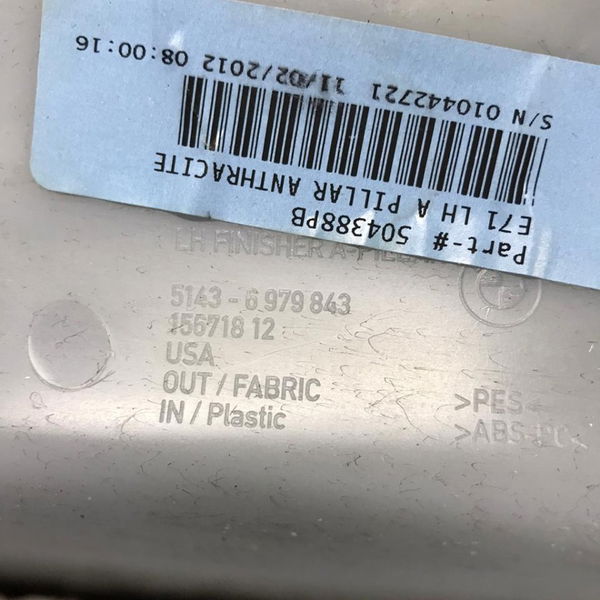 Part-# 504388PB
E71 LH A PILLAR ANTHRACITE
S/N 010442721 11/02/2012 08:00:16
LH FINISHER A-PILLAR
5143 - 6 979 843
155718 12
USA
OUT / FABRIC
IN / Plastic
>PES<
>ABS+PC<